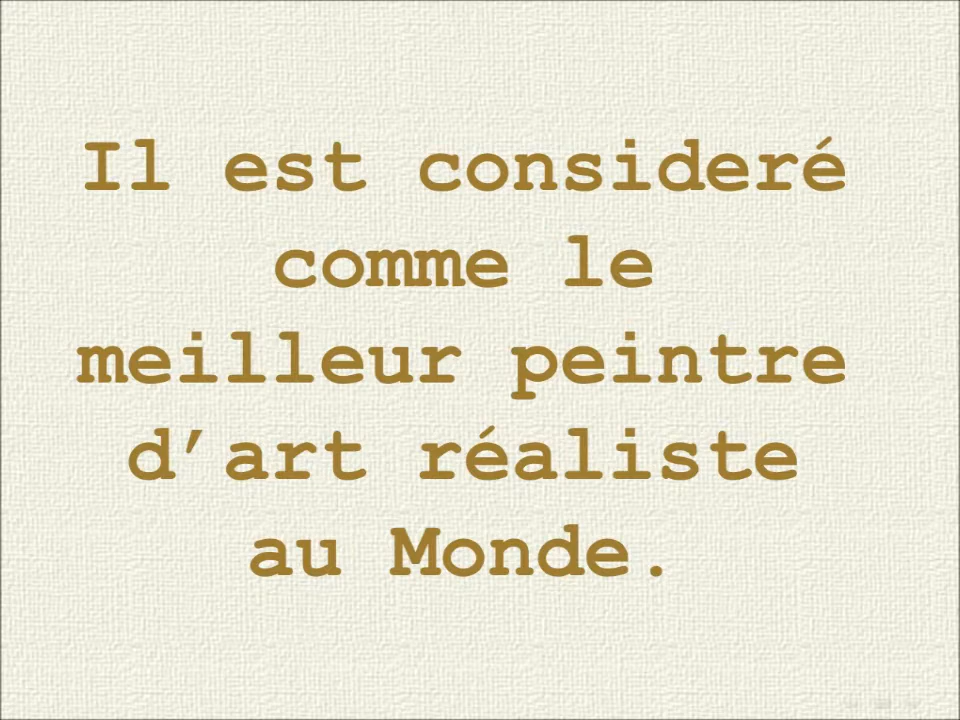 Il est consideré
comme le
meilleur peintre
d’art réaliste
au Monde.